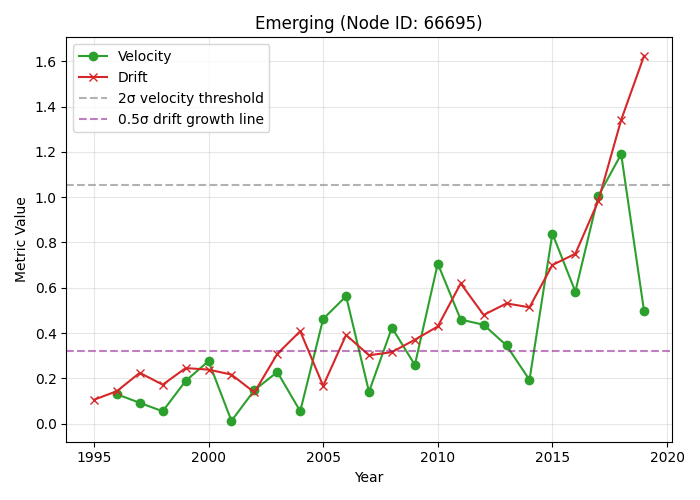 Emerging (Node ID: 66695)
Velocity
Drift
2σ velocity threshold
0.5σ drift growth line
Metric Value
1.6
1.4
1.2
1.0
0.8
0.6
0.4
0.2
0.0
1995 2000 2005 2010 2015 2020
Year